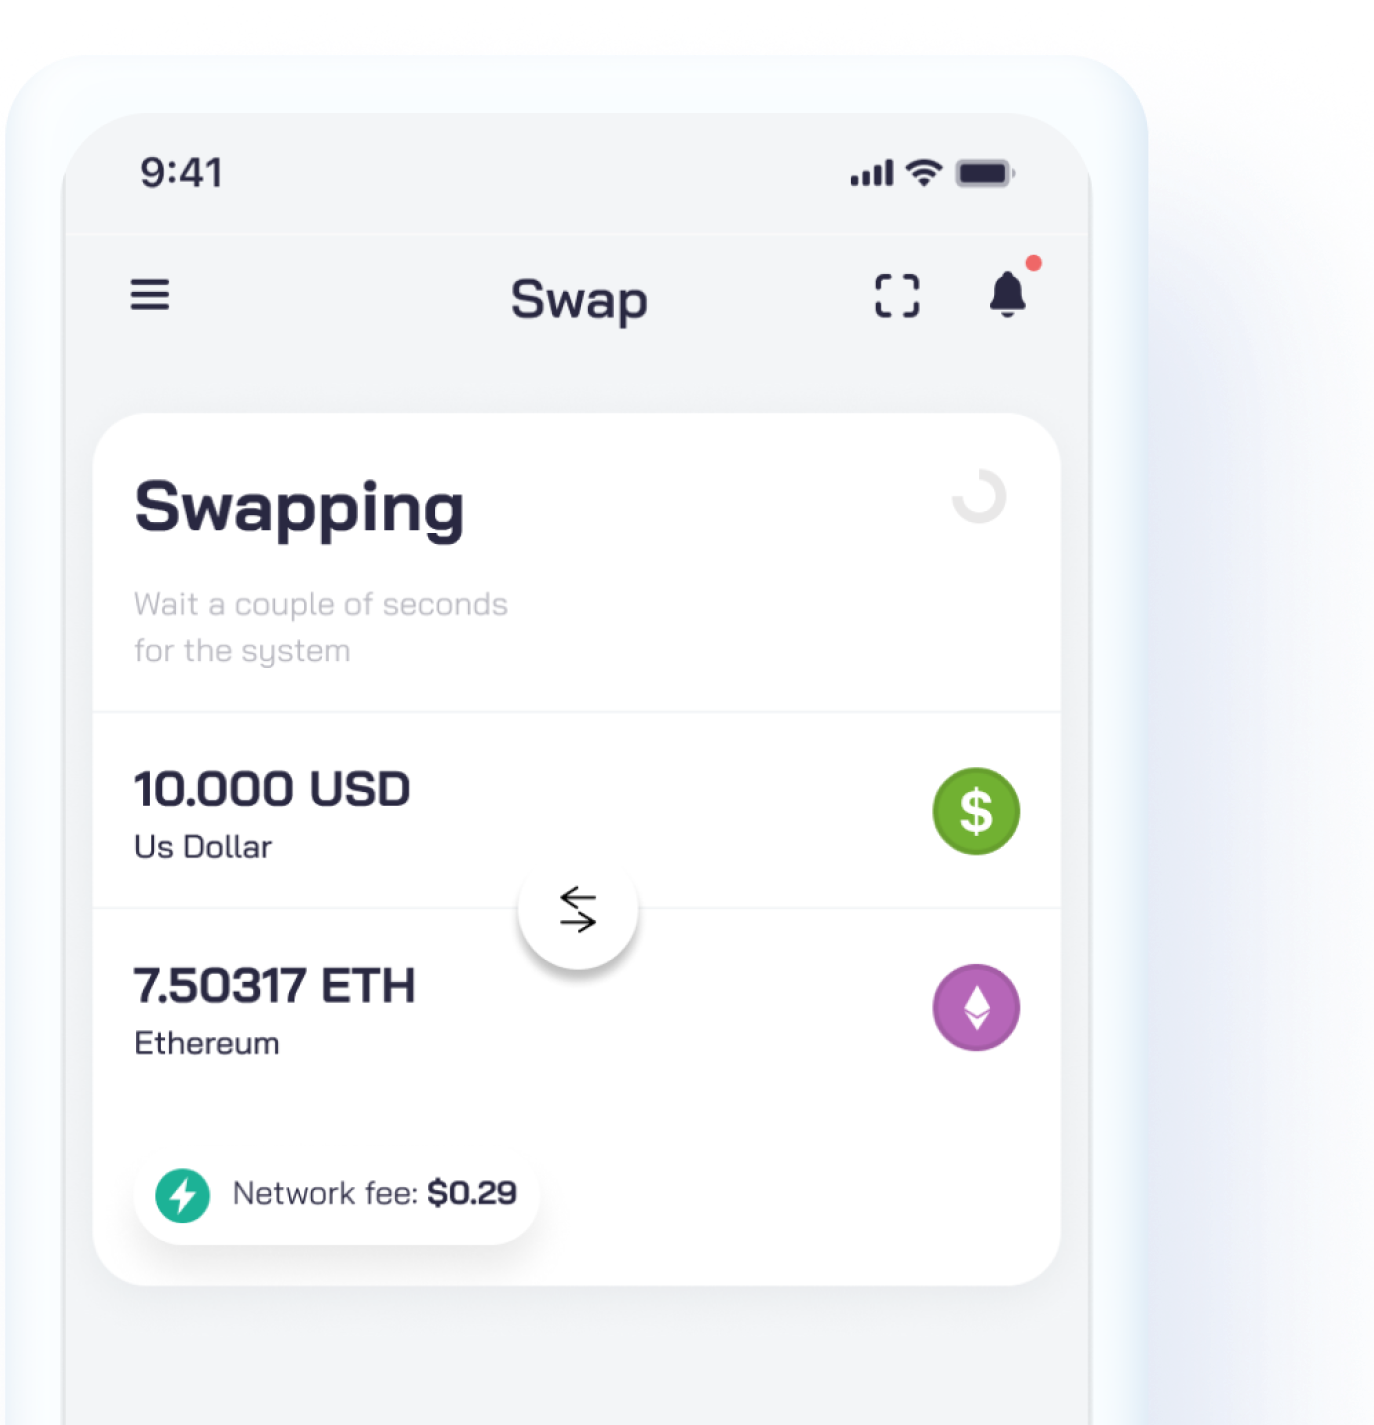 9:41
Swap
Swapping
Wait a couple of seconds
for the system
10.000 USD
Us Dollar
$
7.50317 ETH
Ethereum
Network fee: $0.29